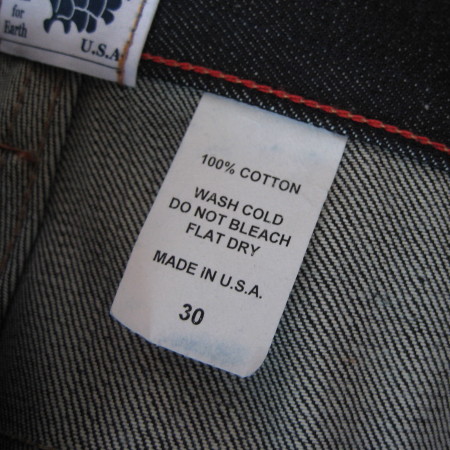 for
Earth
U.S.A.
100% COTTON
WASH COLD
DO NOT BLEACH
FLAT DRY
MADE IN U.S.A.
30